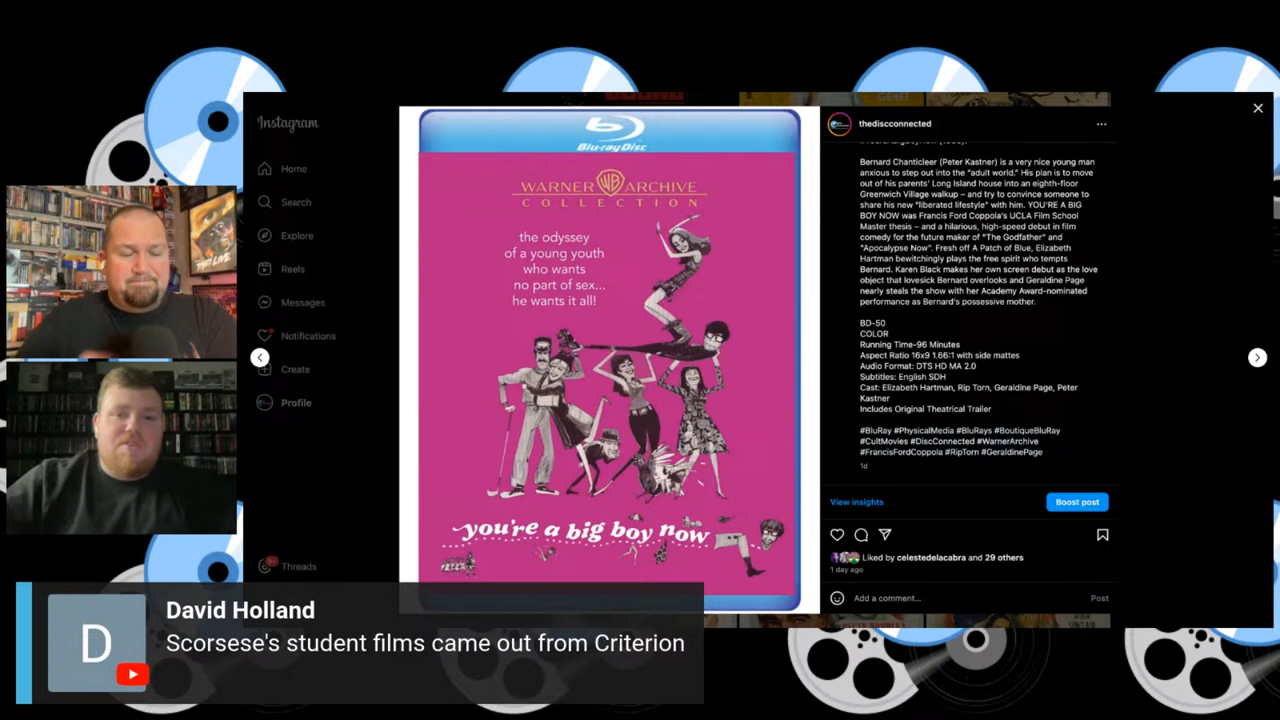 Instagram
Home
Search
Explore
Reels
Messages
Notifications
Create
Profile
Threads
Blu-ray Disc
WARNER ARCHIVE
COLLECTION
the odyssey
of a young youth
who wants
no part of sex...
he wants it all!
you're a big boy now
thediscconnected
Bernard Chanticleer (Peter Kastner) is a very nice young man
anxious to step out into the "adult world." His plan is to move
out of his parents' Long Island house into an eighth-floor
Greenwich Village walkup – and try to convince someone to
share his new "liberated lifestyle" with him. YOU'RE A BIG
BOY NOW was Francis Ford Coppola's UCLA Film School
Master thesis – and a hilarious, high-speed debut in film
comedy for the future maker of "The Godfather" and
"Apocalypse Now". Fresh off A Patch of Blue, Elizabeth
Hartman bewitchingly plays the free spirit who tempts
Bernard. Karen Black makes her own screen debut as the love
object that lovesick Bernard overlooks and Geraldine Page
nearly steals the show with her Academy Award-nominated
performance as Bernard's possessive mother.
BD-50
COLOR
Running Time-96 Minutes
Aspect Ratio 16x9 1.66:1 with side mattes
Audio Format: DTS HD MA 2.0
Subtitles: English SDH
Cast: Elizabeth Hartman, Rip Torn, Geraldine Page, Peter
Kastner
Includes Original Theatrical Trailer
#BluRay #PhysicalMedia #BluRays #BoutiqueBluRay
#CultMovies #DiscConnected #WarnerArchive
#FrancisFordCoppola #RipTorn #GeraldinePage
1d
View insights
Boost post
Liked by celestedelacabra and 29 others
1 day ago
Add a comment...
Post
THEY LIVE
D
David Holland
Scorsese's student films came out from Criterion